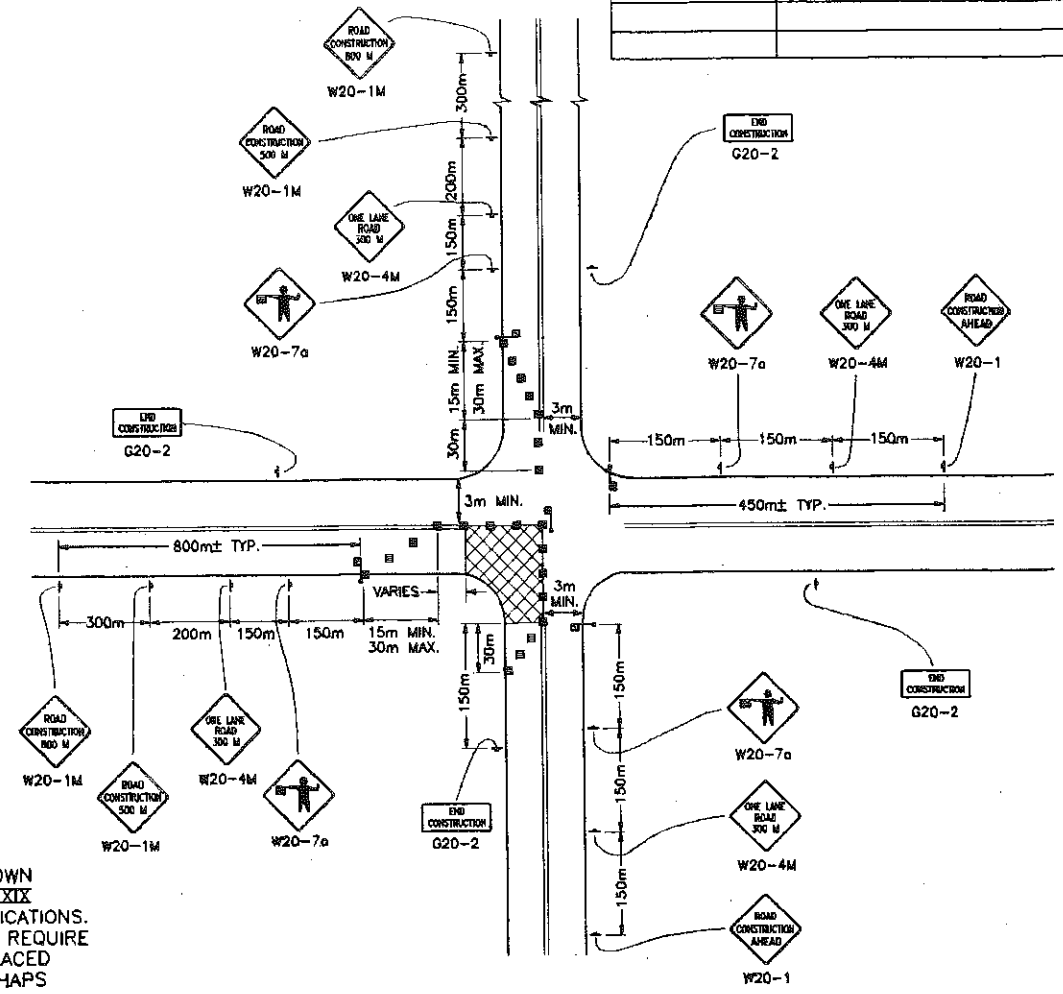 ROAD
CONSTRUCTION
800 M
W20-1M
300m
ROAD
CONSTRUCTION
500 M
W20-1M
200m
ONE LANE
ROAD
300 M
W20-4M
150m
W20-7a
150m
15m MIN.
30m MAX.
30m
3m
MIN.
END
CONSTRUCTION
G20-2
W20-7a
ONE LANE
ROAD
300 M
W20-4M
ROAD
CONSTRUCTION
AHEAD
W20-1
150m
150m
150m
450m± TYP.
END
CONSTRUCTION
G20-2
3m MIN.
800m± TYP.
VARIES
300m
200m
150m
150m
15m MIN.
30m MAX.
ROAD
CONSTRUCTION
800 M
W20-1M
ROAD
CONSTRUCTION
500 M
W20-1M
ONE LANE
ROAD
300 M
W20-4M
W20-7a
30m
150m
END
CONSTRUCTION
G20-2
3m
MIN.
150m
W20-7a
150m
ONE LANE
ROAD
300 M
W20-4M
150m
ROAD
CONSTRUCTION
AHEAD
W20-1
END
CONSTRUCTION
G20-2
OWN
XIX
ICATIONS.
REQUIRE
ACED
HAPS